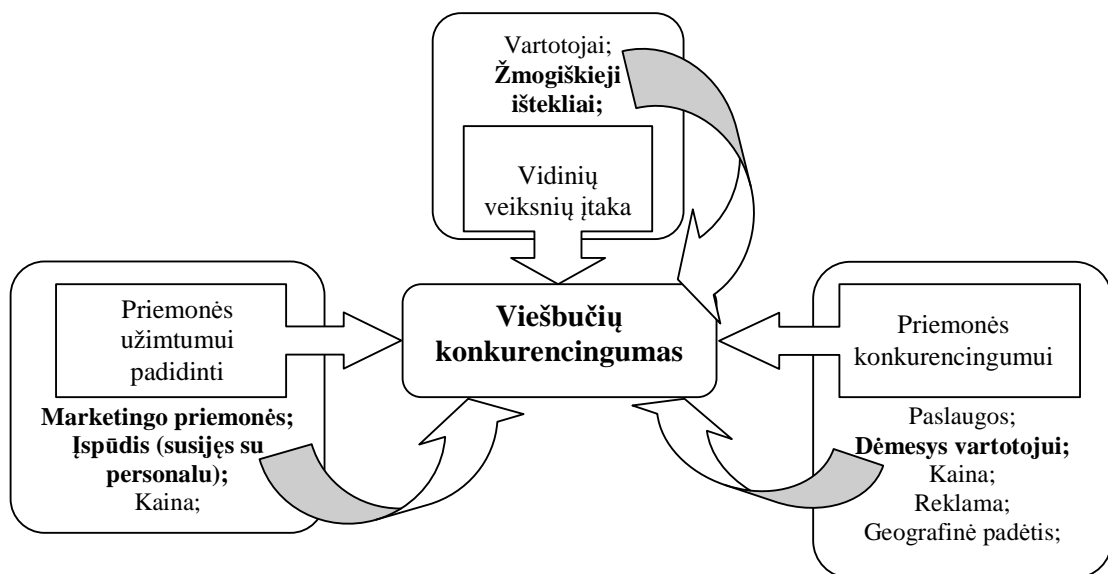 Vartotojai;
Žmogiškieji
ištekliai;
Vidinių
veiksnių įtaka
Priemonės
užimtumui
padidinti
Marketingo priemonės;
Įspūdis (susijęs su
personalu);
Kaina;
Viešbučių
konkurencingumas
Priemonės
konkurencingumui
Paslaugos;
Dėmesys vartotojui;
Kaina;
Reklama;
Geografinė padėtis;